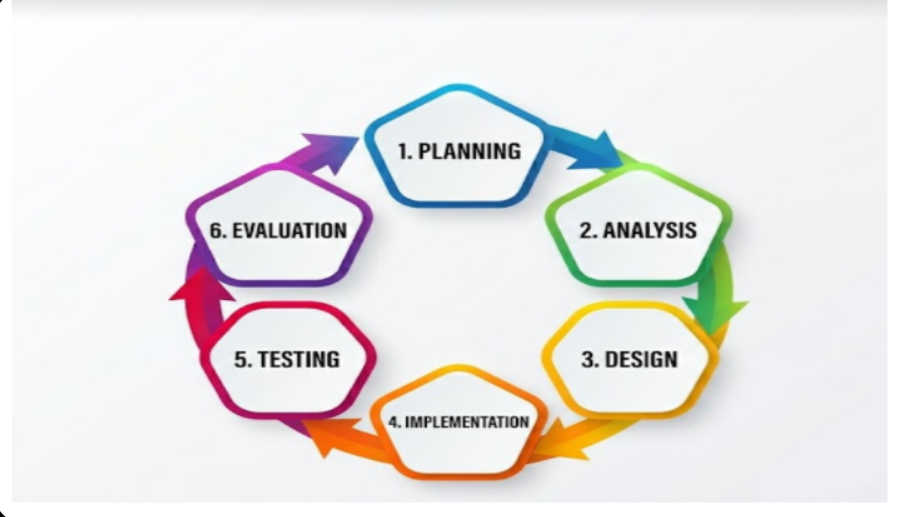 1. PLANNING
2. ANALYSIS
3. DESIGN
4. IMPLEMENTATION
5. TESTING
6. EVALUATION